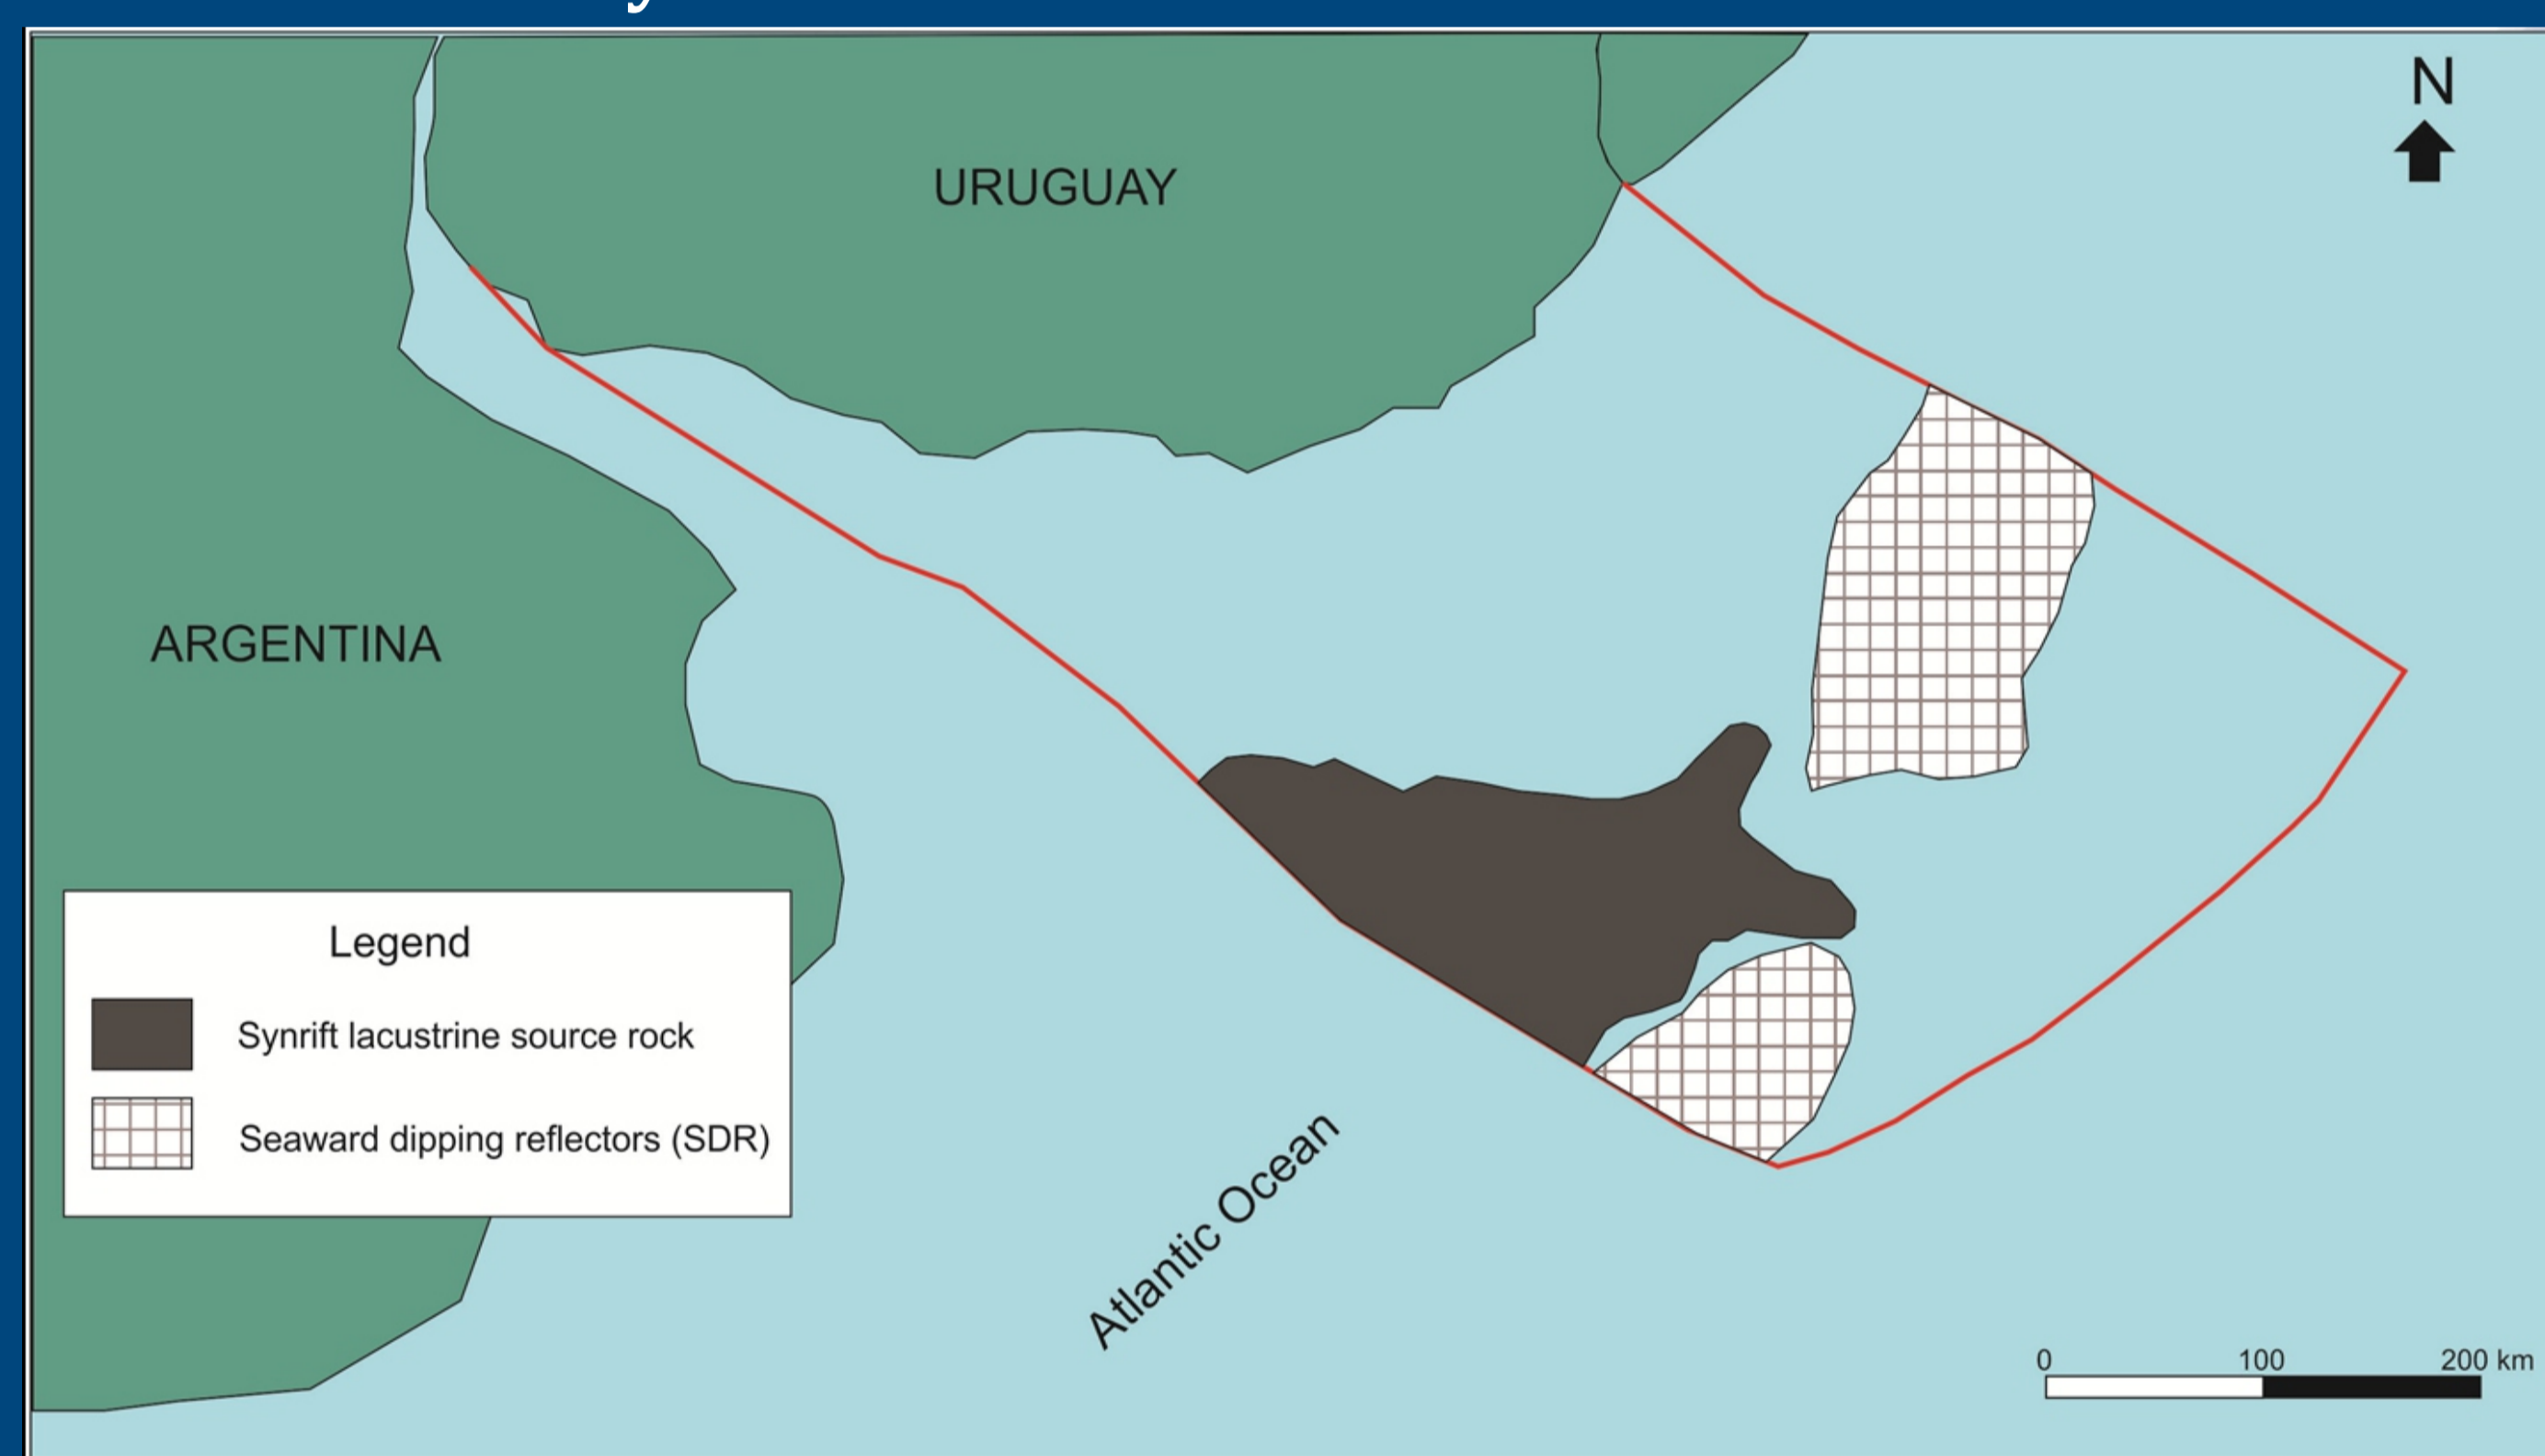 N
URUGUAY
ARGENTINA
Legend
Synrift lacustrine source rock
Seaward dipping reflectors (SDR)
Atlantic Ocean
0 100 200 km